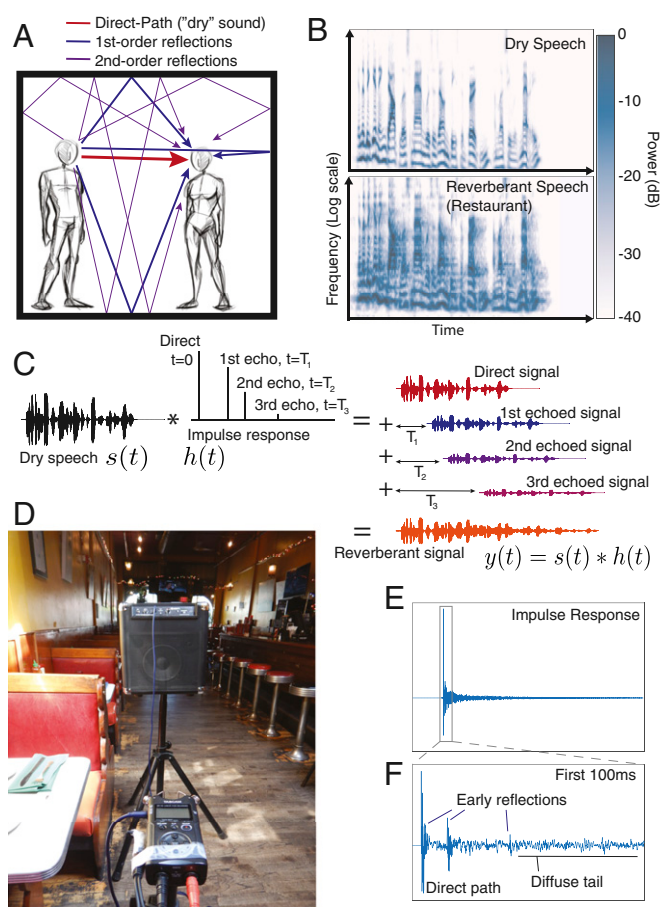 A
Direct-Path ("dry" sound)
1st-order reflections
2nd-order reflections
B
Dry Speech
Reverberant Speech
(Restaurant)
Frequency (Log scale)
Time
0
-10
-20
-30
-40
Power (dB)
C
Direct
t=0
1st echo, t=T₁
2nd echo, t=T₂
3rd echo, t=T₃
*
Impulse response
Dry speech s(t)
h(t)
=
Direct signal
+
T₁
1st echoed signal
+
T₂
2nd echoed signal
+
T₃
3rd echoed signal
=
Reverberant signal
y(t) = s(t) * h(t)
D
TASCAM
E
Impulse Response
F
First 100ms
Early reflections
Direct path
Diffuse tail